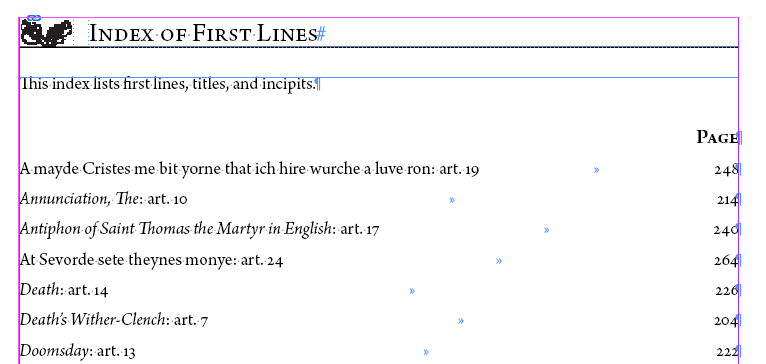 Index of First Lines
This index lists first lines, titles, and incipits.
Page
A mayde Cristes me bit yorne that ich hire wurche a luve ron: art. 19 248
Annunciation, The: art. 10 214
Antiphon of Saint Thomas the Martyr in English: art. 17 240
At Sevorde sete theynes monye: art. 24 264
Death: art. 14 226
Death's Wither-Clench: art. 7 204
Doomsday: art. 13 222